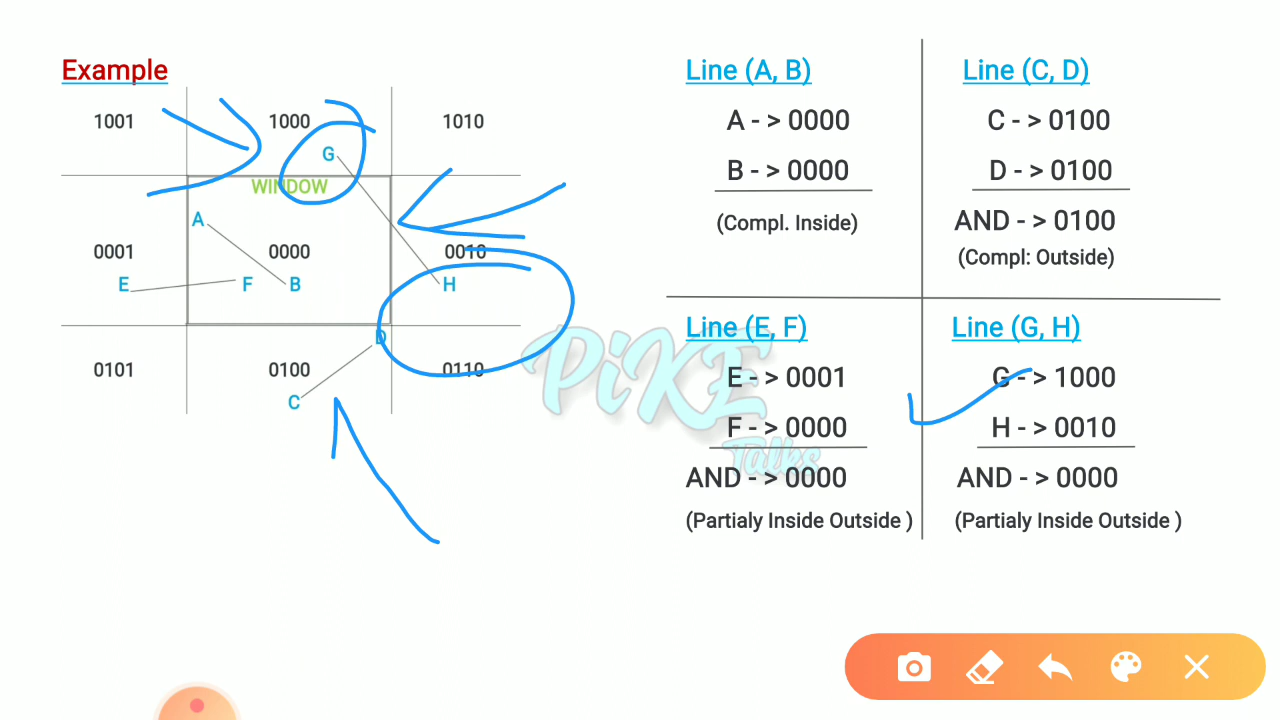 Example
1001 1000 1010
G
WINDOW
A
0001 0000 0010
E F B H
D
0101 0100 0110
C
Line (A, B)
A - > 0000
B - > 0000
(Compl. Inside)
Line (C, D)
C - > 0100
D - > 0100
AND - > 0100
(Compl: Outside)
Line (E, F)
E - > 0001
F - > 0000
AND - > 0000
(Partialy Inside Outside )
Line (G, H)
G - > 1000
H - > 0010
AND - > 0000
(Partialy Inside Outside )
PiKE
Talks